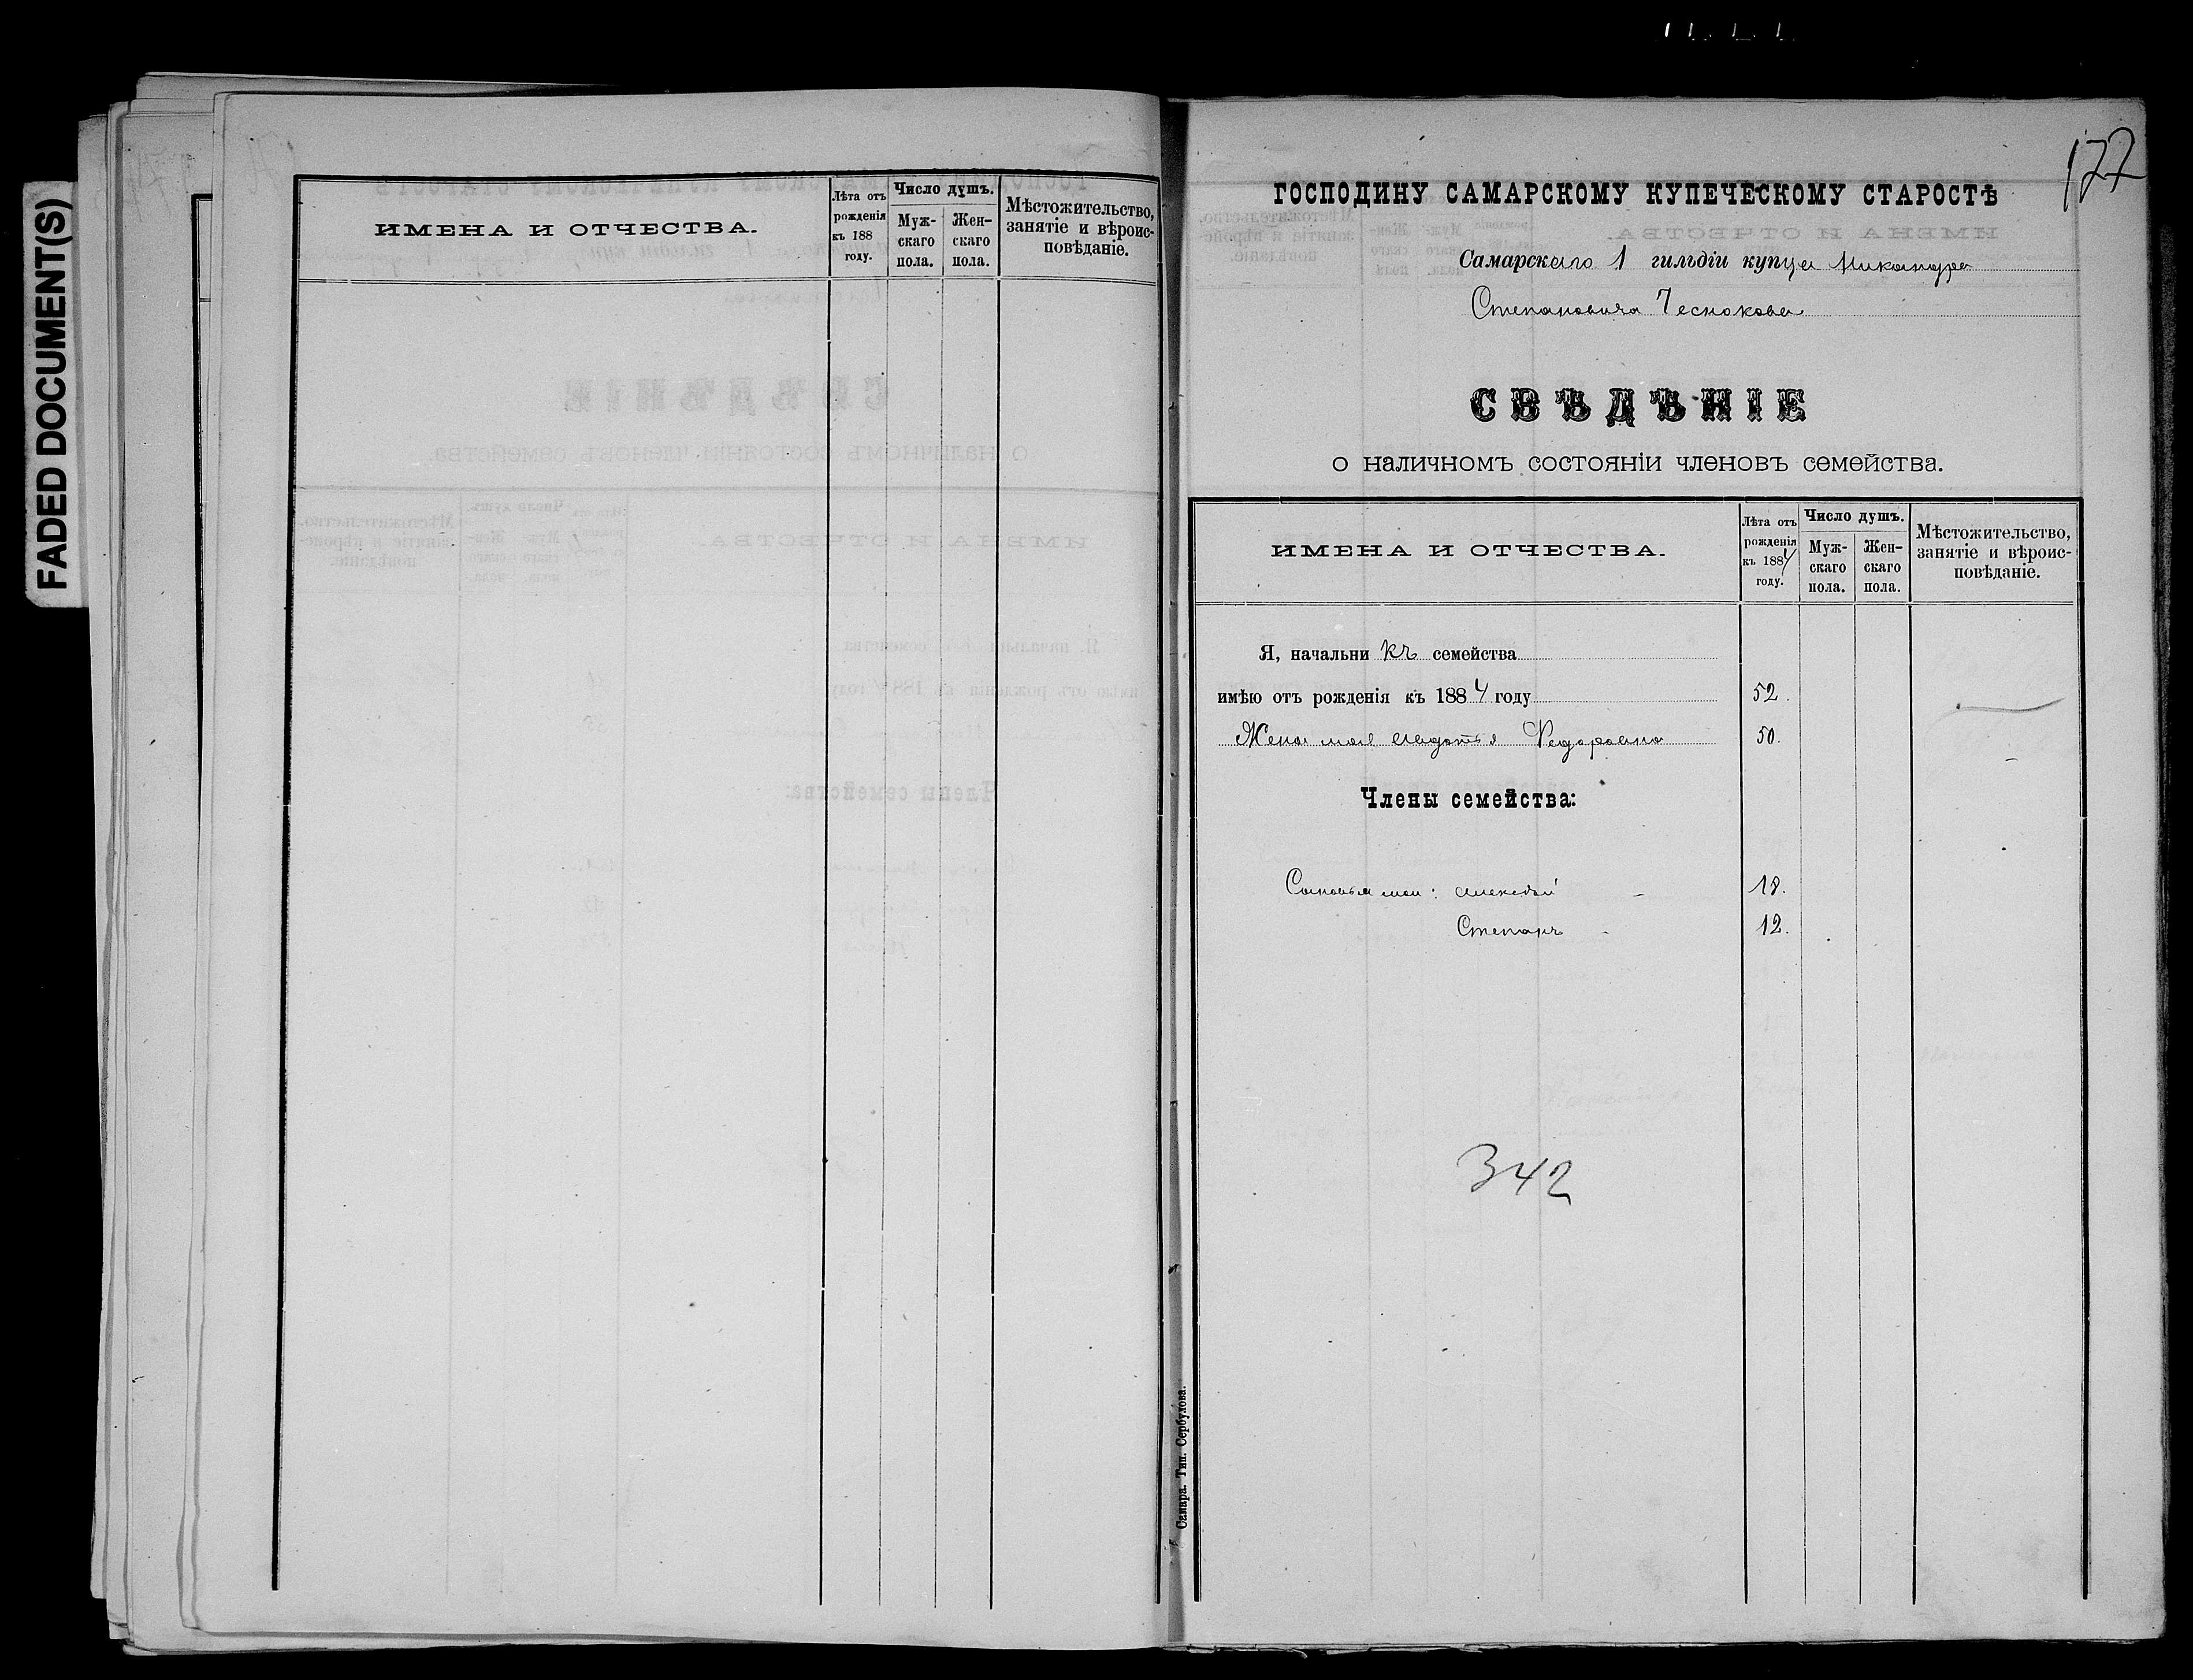 FADED DOCUMENT(S)
ИМЕНА И ОТЧЕСТВА.
Лѣта отъ
рожденія
къ 188
году.
Число душъ.
Муж-
скаго
пола.
Жен-
скаго
пола.
Мѣстожительство,
занятіе и вѣроис-
повѣданіе.
177
ГОСПОДИНУ САМАРСКОМУ КУПЕЧЕСКОМУ СТАРОСТѢ
Самарскаго 1 гильдіи купца Никанора
Степановича Чеснокова
СВѢДѢНІЕ
О НАЛИЧНОМЪ СОСТОЯНІИ ЧЛЕНОВЪ СЕМЕЙСТВА.
ИМЕНА И ОТЧЕСТВА.
Лѣта отъ
рожденія
къ 1884
году.
Число душъ.
Муж-
скаго
пола.
Жен-
скаго
пола.
Мѣстожительство,
занятіе и вѣроис-
повѣданіе.
Я, начальникъ семейства
имѣю отъ рожденія къ 1884 году 52.
Жена моя Авдотья Федоровна 50.
Члены семейства:
Сыновья мои: Алексѣй 18.
Степанъ 12.
342
Самара. Тип. Сербулова.